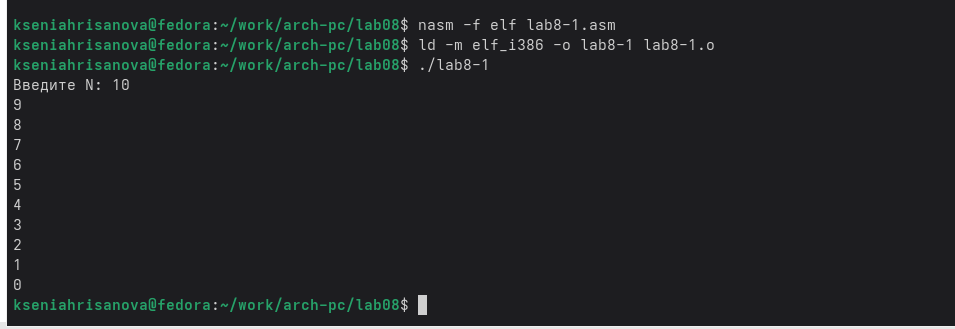 kseniahrisanova@fedora:~/work/arch-pc/lab08$ nasm -f elf lab8-1.asm
kseniahrisanova@fedora:~/work/arch-pc/lab08$ ld -m elf_i386 -o lab8-1 lab8-1.o
kseniahrisanova@fedora:~/work/arch-pc/lab08$ ./lab8-1
Введите N: 10
9
8
7
6
5
4
3
2
1
0
kseniahrisanova@fedora:~/work/arch-pc/lab08$